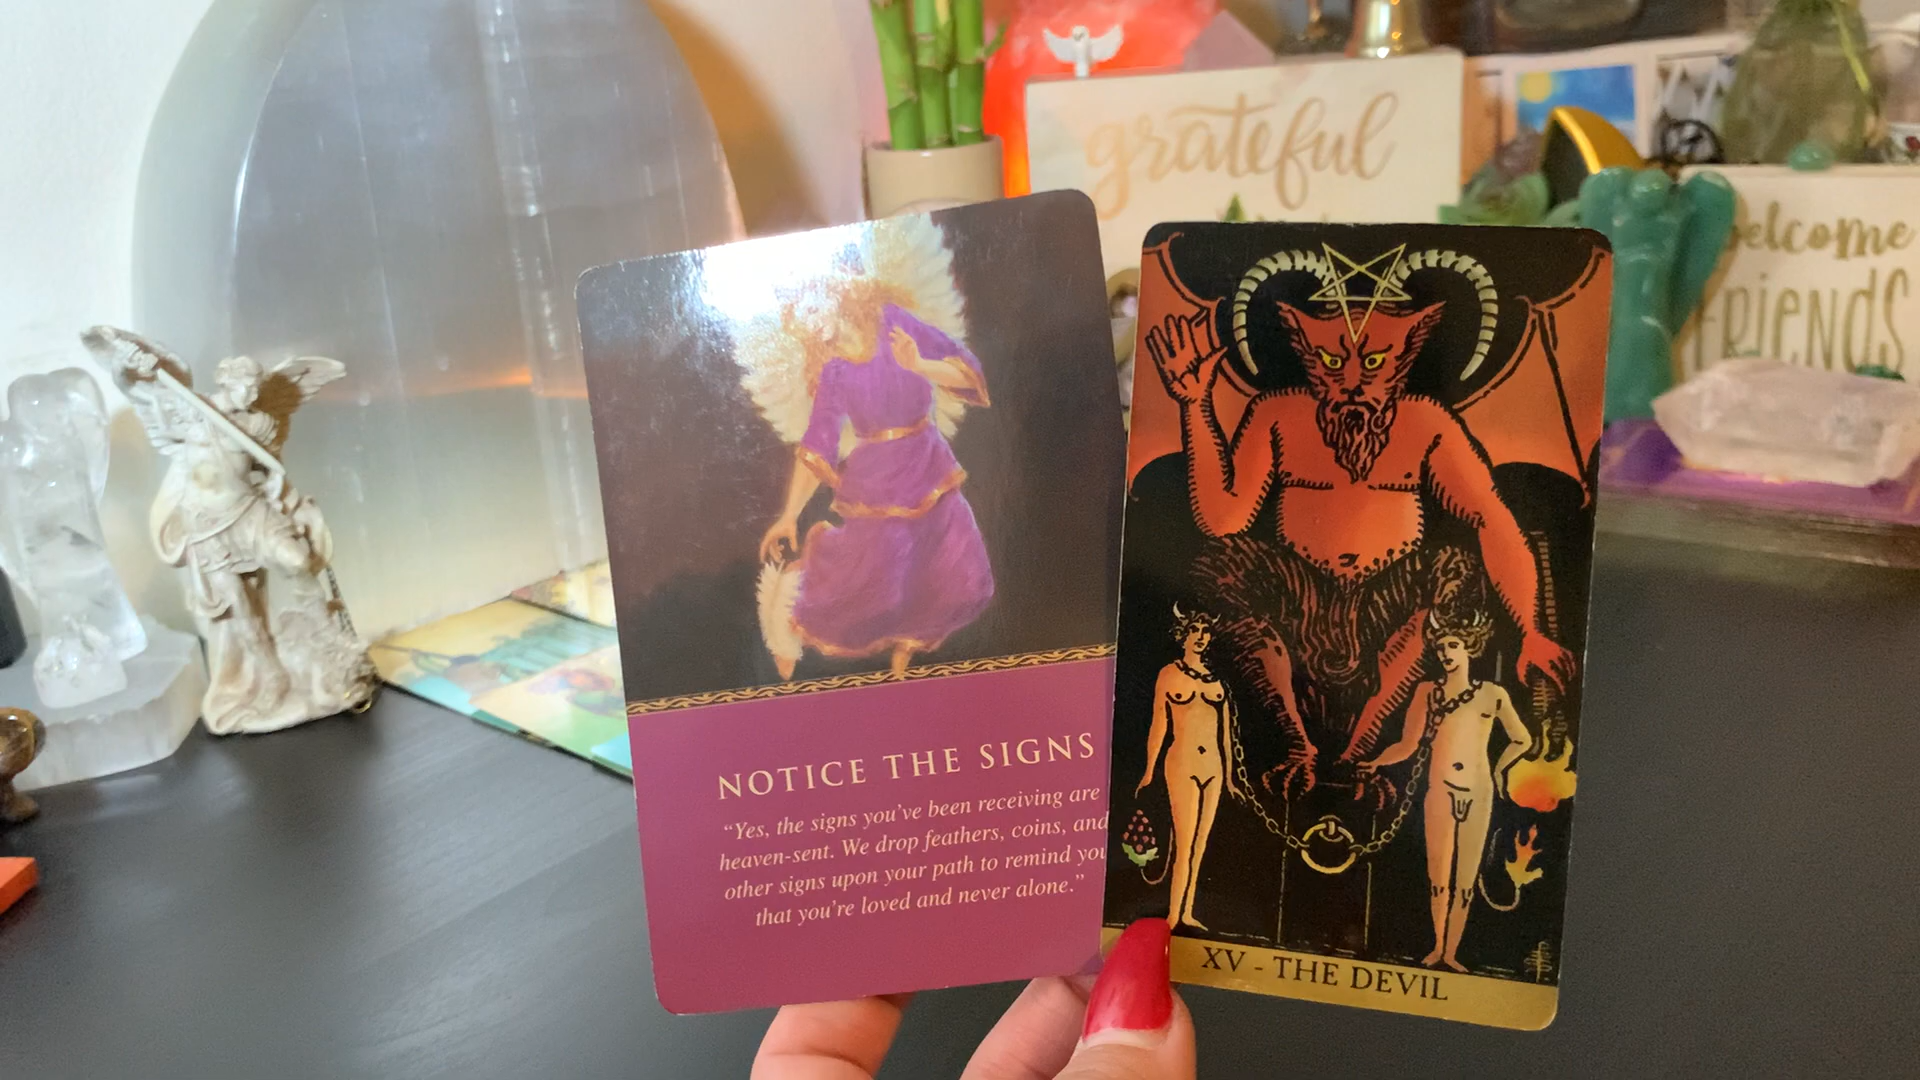 grateful
welcome
FRIENDS
NOTICE THE SIGNS
“Yes, the signs you’ve been receiving are
heaven-sent. We drop feathers, coins, and
other signs upon your path to remind you
that you’re loved and never alone.”
XV - THE DEVIL